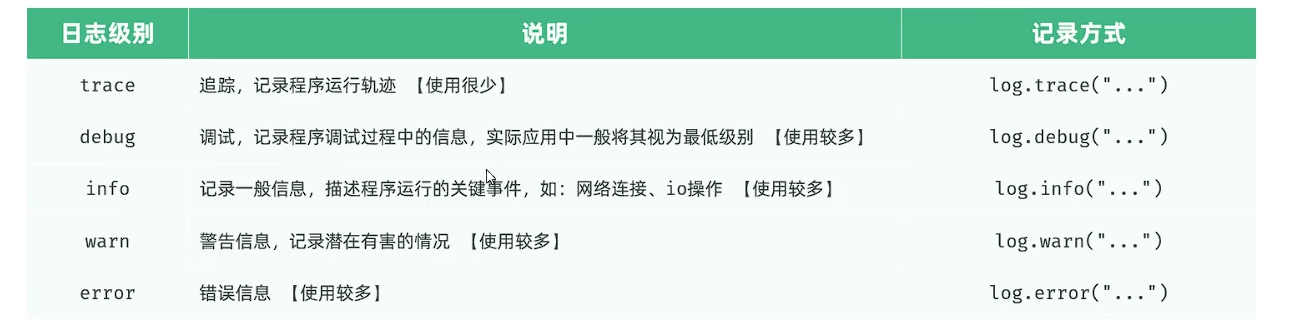 日志级别 说明 记录方式
trace 追踪，记录程序运行轨迹 【使用很少】 log.trace("...")
debug 调试，记录程序调试过程中的信息，实际应用中一般将其视为最低级别 【使用较多】 log.debug("...")
info 记录一般信息，描述程序运行的关键事件，如：网络连接、io操作 【使用较多】 log.info("...")
warn 警告信息，记录潜在有害的情况 【使用较多】 log.warn("...")
error 错误信息 【使用较多】 log.error("...")